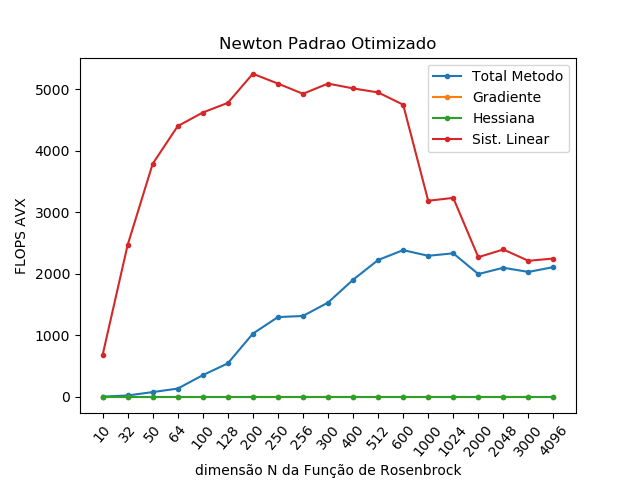 Newton Padrao Otimizado
Total Metodo
Gradiente
Hessiana
Sist. Linear
FLOPS AVX
5000
4000
3000
2000
1000
0
10 32 50 64 100 128 200 250 256 300 400 512 600 1000 1024 2000 2048 3000 4096
dimensão N da Função de Rosenbrock